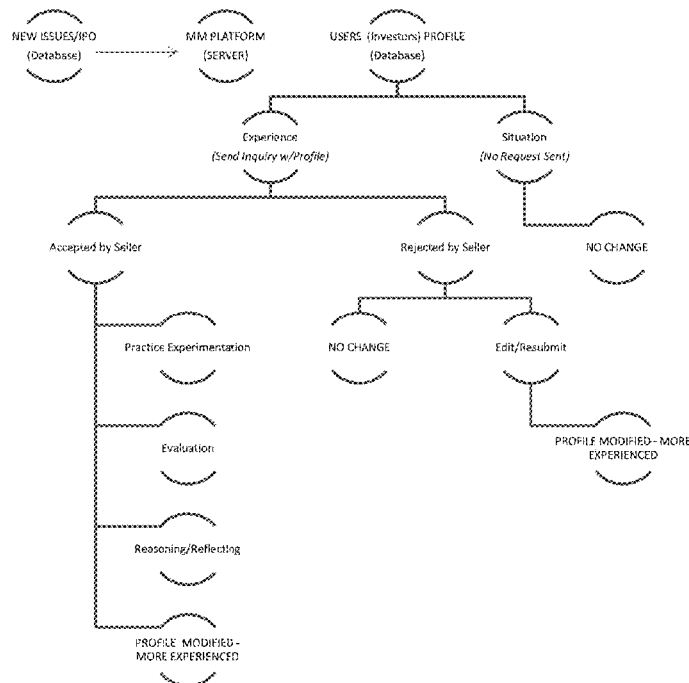 NEW ISSUES/IPO
(Database)
MM PLATFORM
(SERVER)
USERS (Investors) PROFILE
(Database)
Experience
(Send Inquiry w/Profile)
Situation
(No Request Sent)
Accepted by Seller
Rejected by Seller
NO CHANGE
Practice Experimentation
NO CHANGE
Edit/Resubmit
Evaluation
PROFILE MODIFIED - MORE
EXPERIENCED
Reasoning/Reflecting
PROFILE MODIFIED -
MORE EXPERIENCED